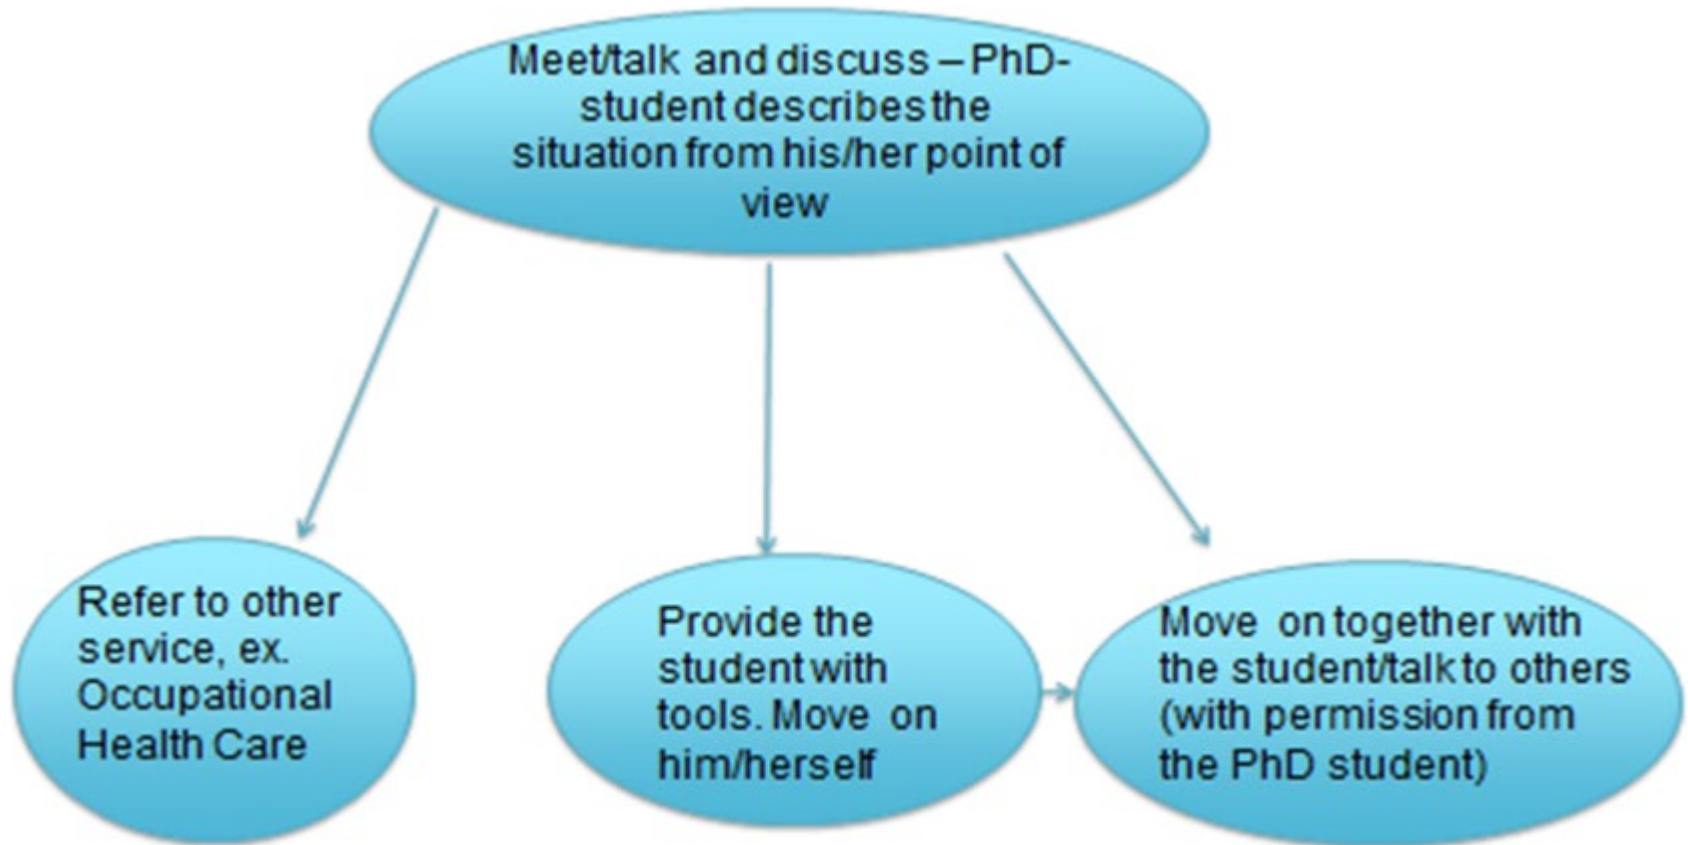 Meet/talk and discuss – PhD-
student describes the
situation from his/her point of
view
Refer to other
service, ex.
Occupational
Health Care
Provide the
student with
tools. Move on
him/herself
Move on together with
the student/talk to others
(with permission from
the PhD student)